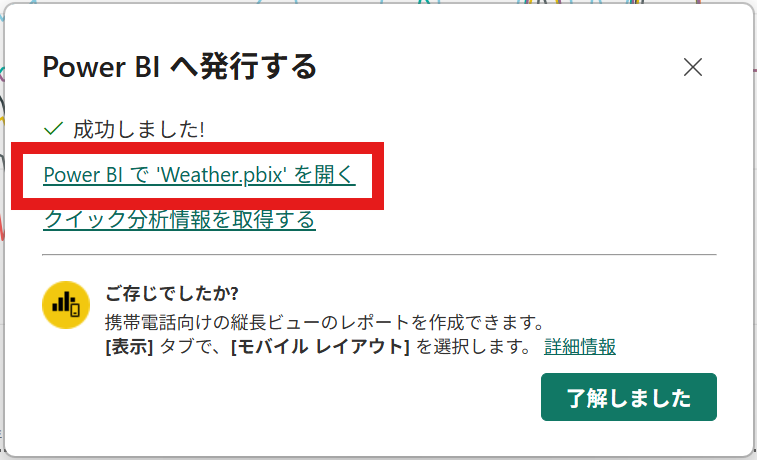 Power BI へ発行する
成功しました!
Power BI で 'Weather.pbix' を開く
クイック分析情報を取得する
ご存じでしたか?
携帯電話向けの縦長ビューのレポートを作成できます。
[表示] タブで、[モバイル レイアウト] を選択します。 詳細情報
了解しました